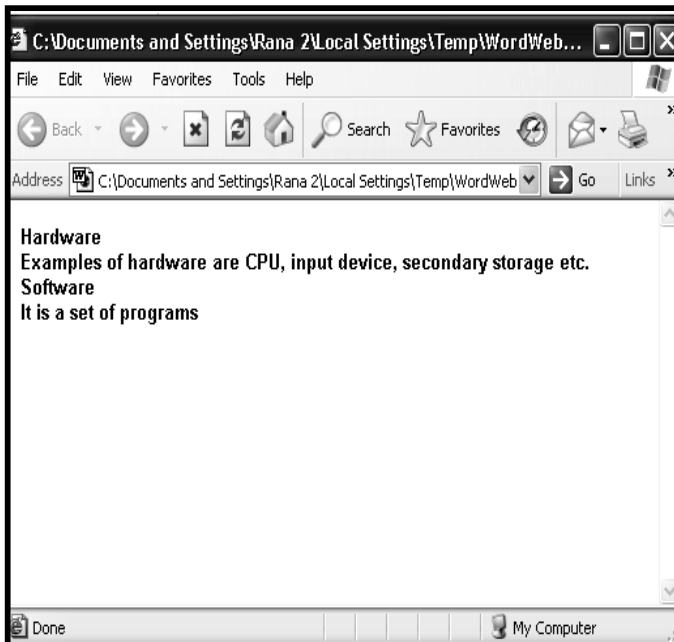 C:\Documents and Settings\Rana 2\Local Settings\Temp\WordWeb...
File Edit View Favorites Tools Help
Back Search Favorites
Address C:\Documents and Settings\Rana 2\Local Settings\Temp\WordWeb Go Links »
Hardware
Examples of hardware are CPU, input device, secondary storage etc.
Software
It is a set of programs
Done My Computer